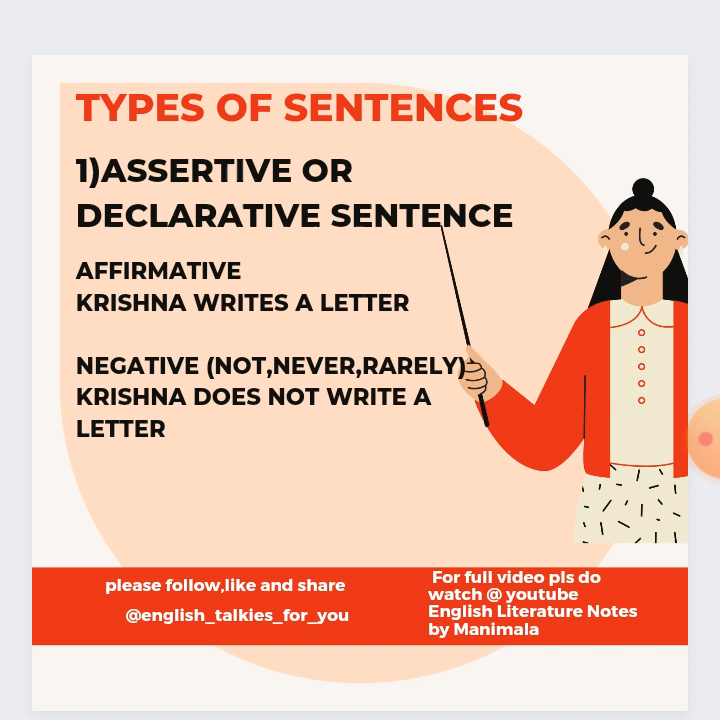 TYPES OF SENTENCES
1)ASSERTIVE OR
DECLARATIVE SENTENCE
AFFIRMATIVE
KRISHNA WRITES A LETTER
NEGATIVE (NOT,NEVER,RARELY)
KRISHNA DOES NOT WRITE A
LETTER
please follow,like and share
@english_talkies_for_you
For full video pls do
watch @ youtube
English Literature Notes
by Manimala